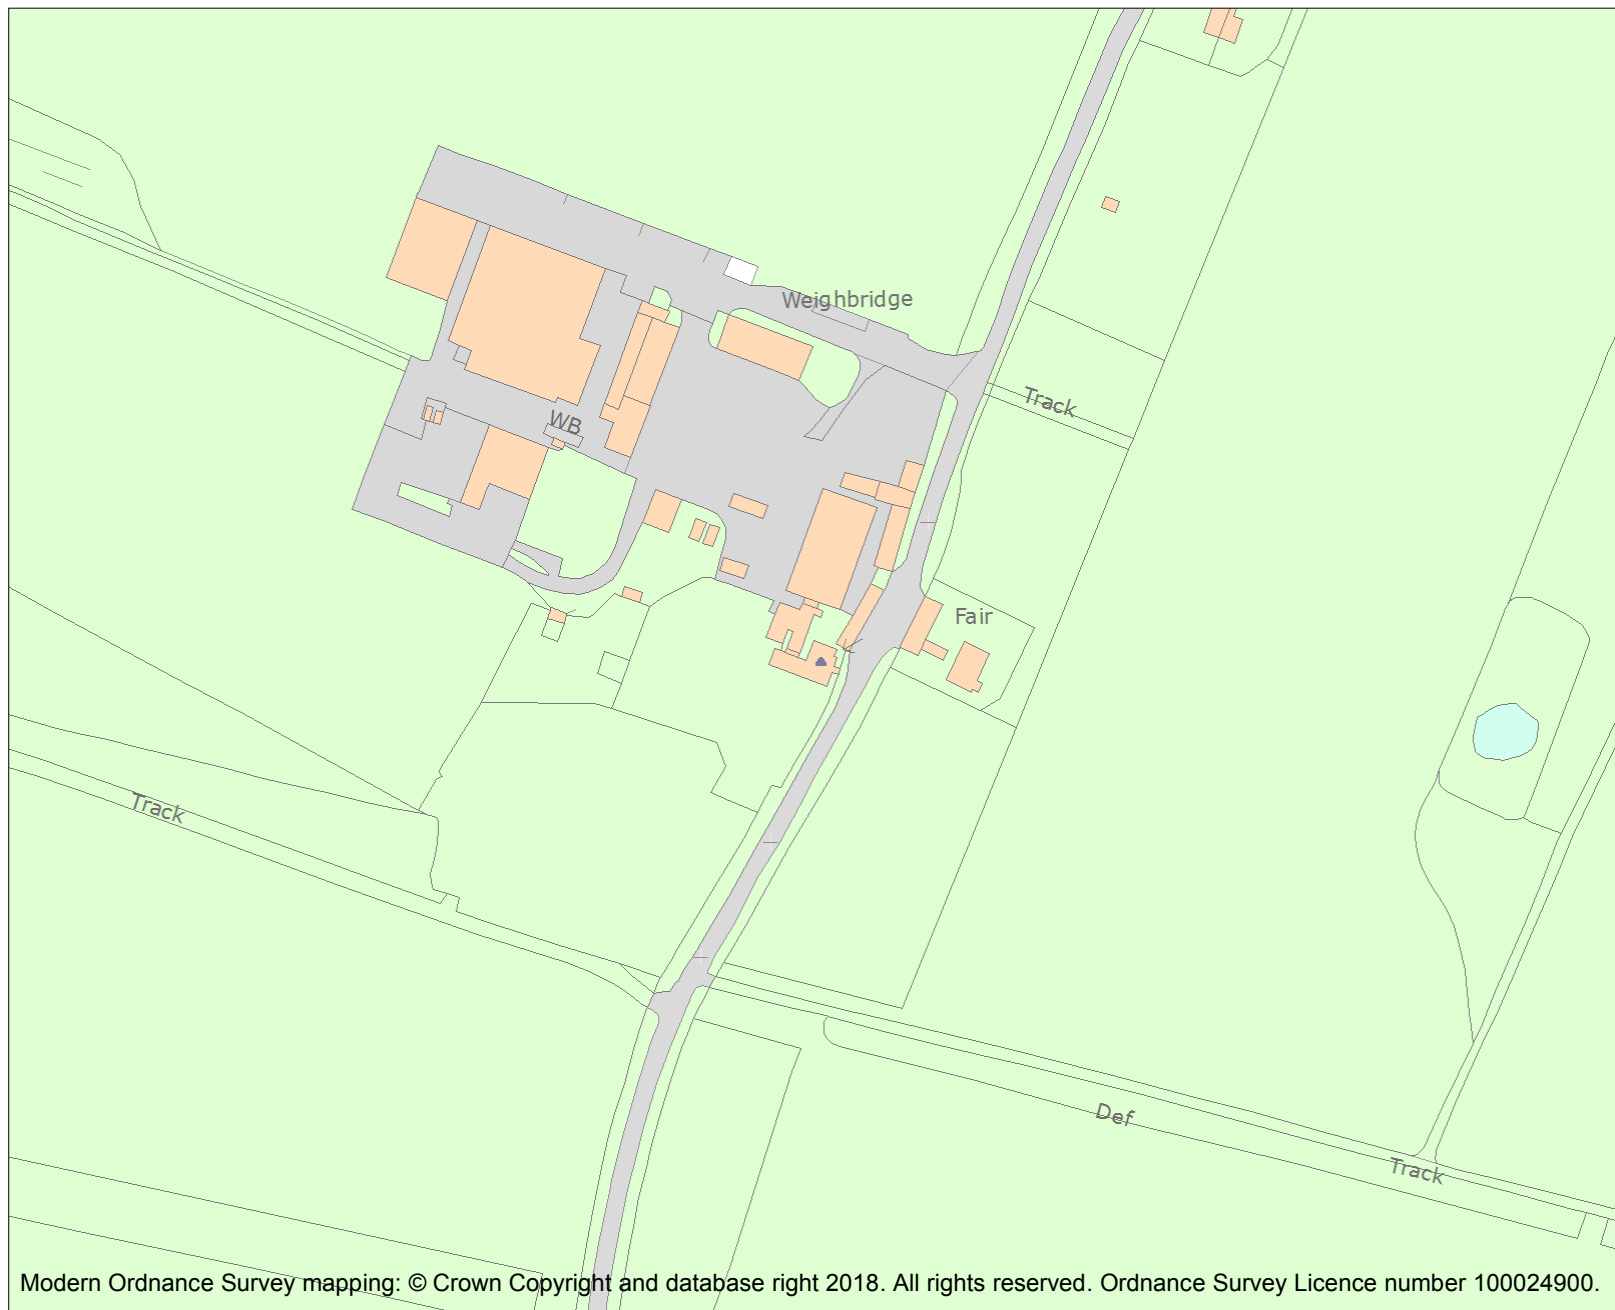 Weighbridge
Track
WB
Fair
Track
Def
Track
Modern Ordnance Survey mapping: © Crown Copyright and database right 2018. All rights reserved. Ordnance Survey Licence number 100024900.